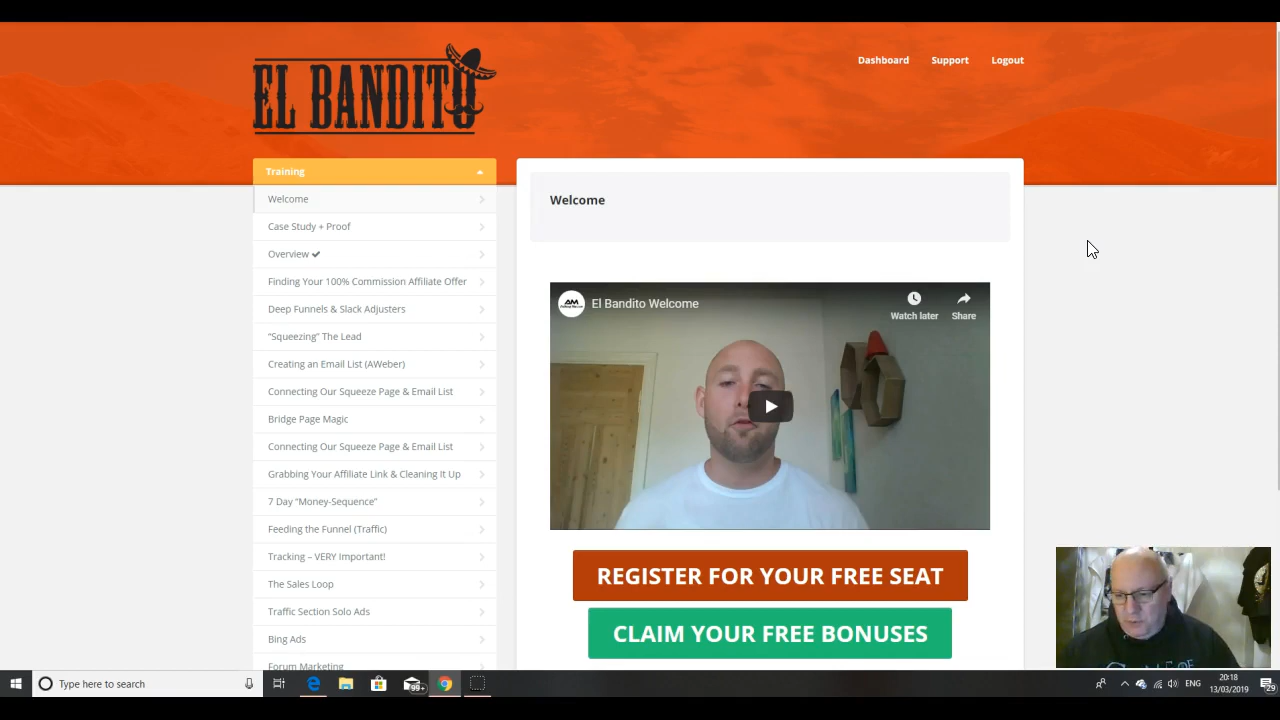 EL BANDITO
Dashboard
Support
Logout
Training
Welcome
Case Study + Proof
Overview
Finding Your 100% Commission Affiliate Offer
Deep Funnels & Slack Adjusters
“Squeezing” The Lead
Creating an Email List (AWeber)
Connecting Our Squeeze Page & Email List
Bridge Page Magic
Connecting Our Squeeze Page & Email List
Grabbing Your Affiliate Link & Cleaning It Up
7 Day “Money-Sequence”
Feeding the Funnel (Traffic)
Tracking – VERY Important!
The Sales Loop
Traffic Section Solo Ads
Bing Ads
Forum Marketing
Welcome
AM
El Bandito Welcome
Watch later
Share
REGISTER FOR YOUR FREE SEAT
CLAIM YOUR FREE BONUSES
Type here to search
99+
ENG
20:18
13/03/2019
29